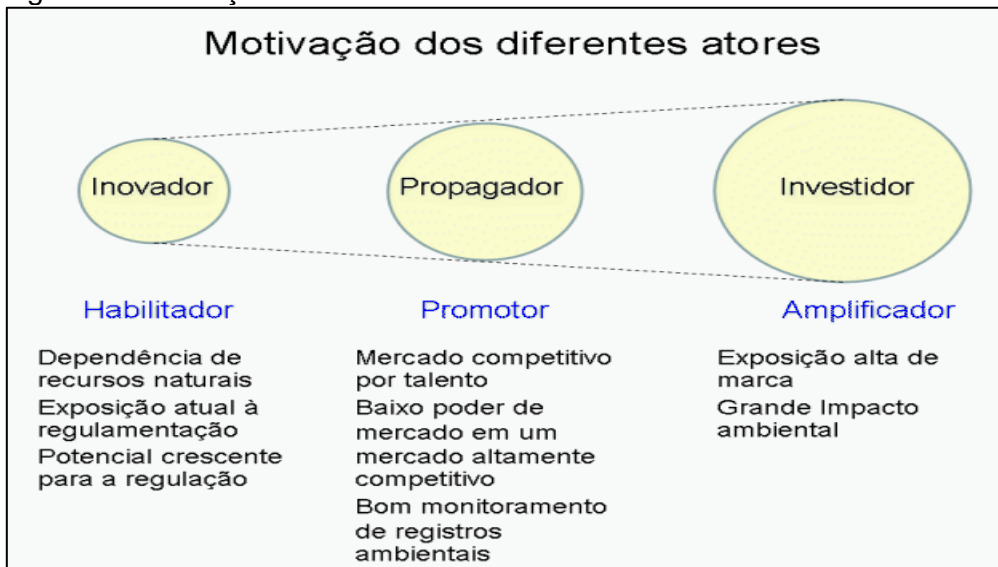 Motivação dos diferentes atores
Inovador
Propagador
Investidor
Habilitador
Promotor
Amplificador
Dependência de
recursos naturais
Exposição atual à
regulamentação
Potencial crescente
para a regulação
Mercado competitivo
por talento
Baixo poder de
mercado em um
mercado altamente
competitivo
Bom monitoramento
de registros
ambientais
Exposição alta de
marca
Grande Impacto
ambiental